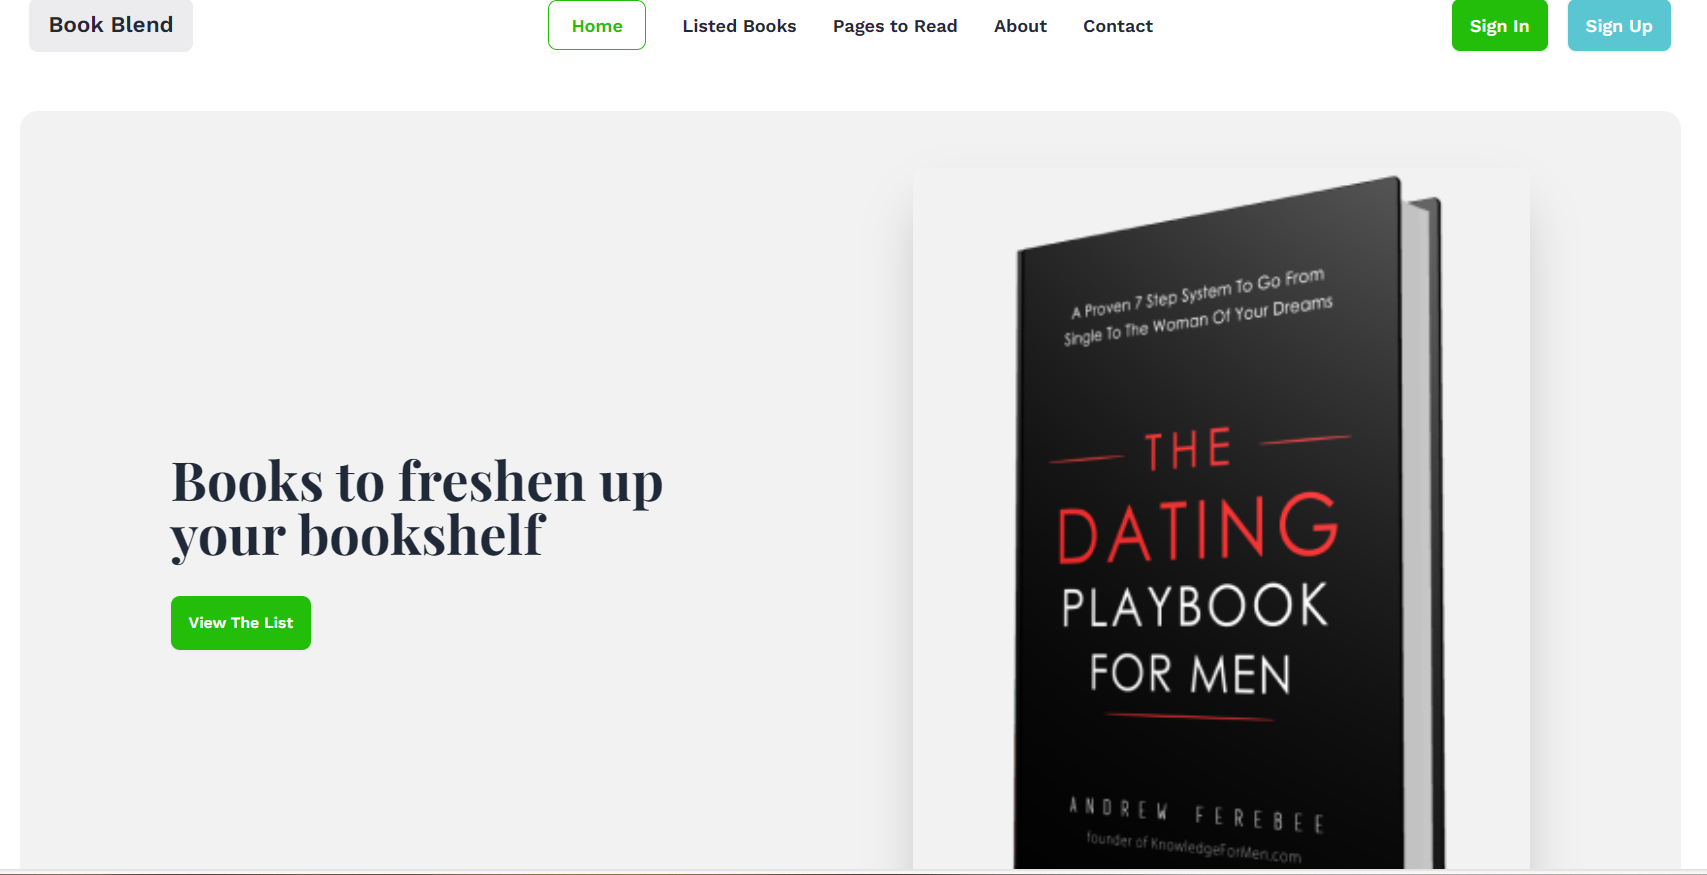 Book Blend
Home
Listed Books
Pages to Read
About
Contact
Sign In
Sign Up
Books to freshen up
your bookshelf
View The List
A Proven 7 Step System To Go From
Single To The Woman Of Your Dreams
THE
DATING
PLAYBOOK
FOR MEN
ANDREW FEREBEE
founder of KnowledgeForMen.com